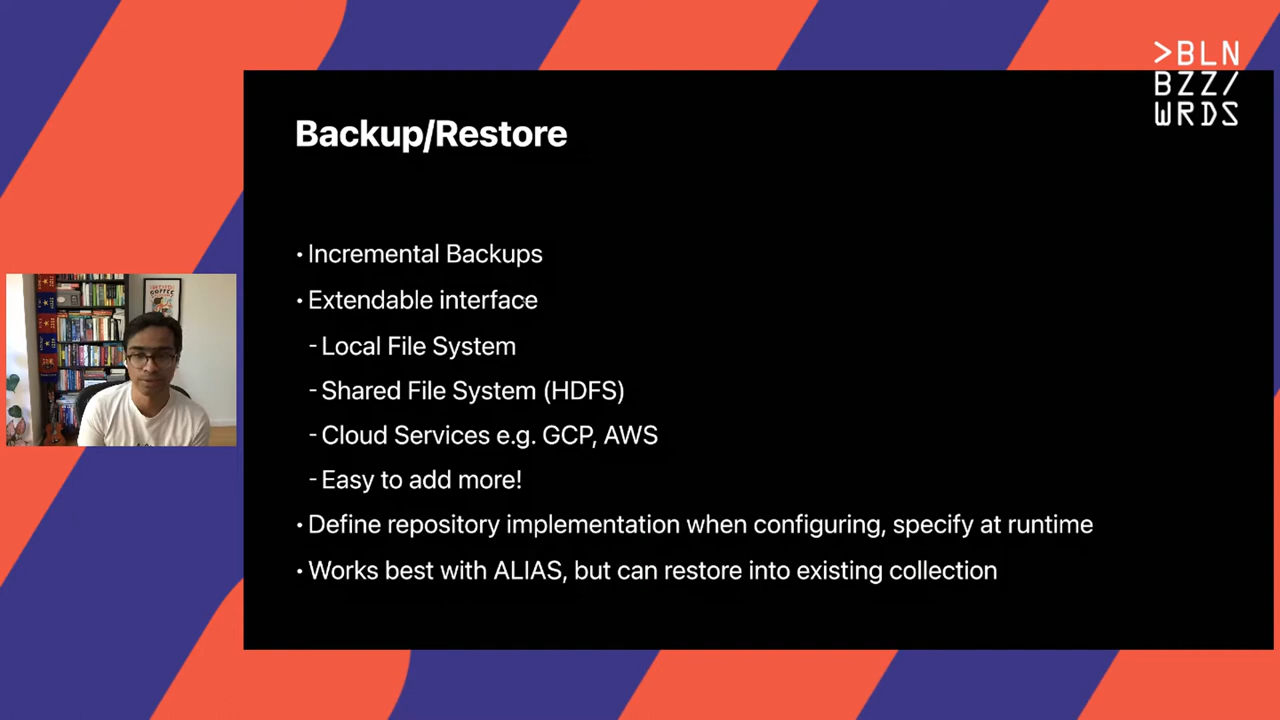 >BLN
BZZ/
WRDS
Backup/Restore
• Incremental Backups
• Extendable interface
- Local File System
- Shared File System (HDFS)
- Cloud Services e.g. GCP, AWS
- Easy to add more!
• Define repository implementation when configuring, specify at runtime
• Works best with ALIAS, but can restore into existing collection
COFFEE